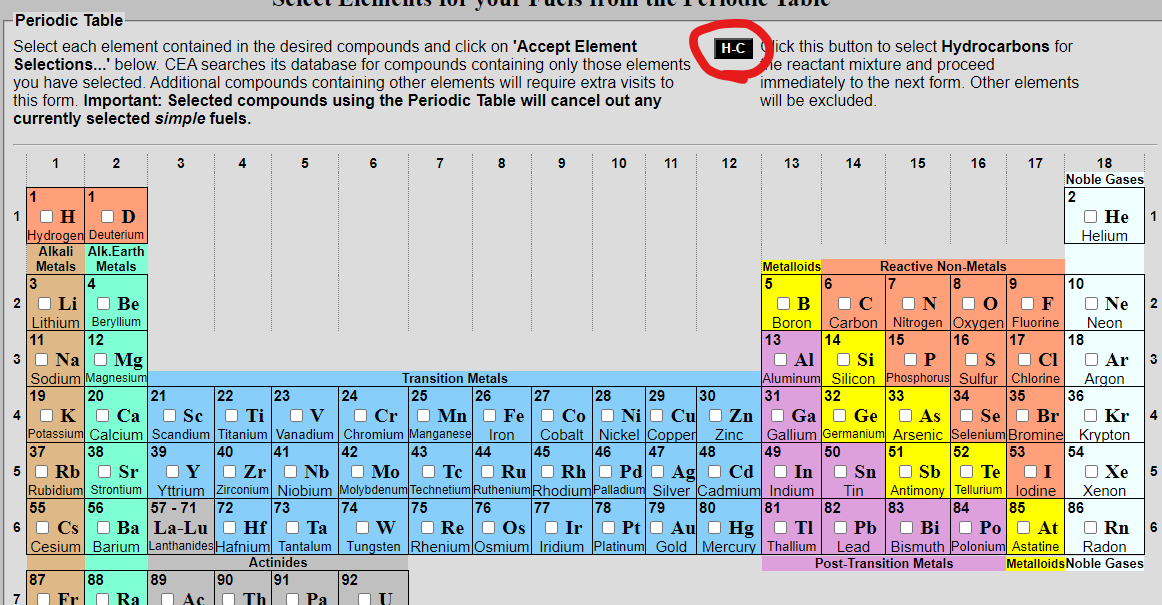 Select Elements for your Fuels from the Periodic Table
Periodic Table
Select each element contained in the desired compounds and click on 'Accept Element
Selections...' below. CEA searches its database for compounds containing only those elements
you have selected. Additional compounds containing other elements will require extra visits to
this form. Important: Selected compounds using the Periodic Table will cancel out any
currently selected simple fuels.
H-C
Click this button to select Hydrocarbons for
the reactant mixture and proceed
immediately to the next form. Other elements
will be excluded.
1 2 3 4 5 6 7 8 9 10 11 12 13 14 15 16 17 18
Noble Gases
1 1 2
1 H D He 1
Hydrogen Deuterium Helium
Alkali Metals Alk.Earth Metals
Metalloids Reactive Non-Metals
3 4 5 6 7 8 9 10
2 Li Be B C N O F Ne 2
Lithium Beryllium Boron Carbon Nitrogen Oxygen Fluorine Neon
11 12 13 14 15 16 17 18
3 Na Mg Al Si P S Cl Ar 3
Sodium Magnesium Transition Metals Aluminum Silicon Phosphorus Sulfur Chlorine Argon
19 20 21 22 23 24 25 26 27 28 29 30 31 32 33 34 35 36
4 K Ca Sc Ti V Cr Mn Fe Co Ni Cu Zn Ga Ge As Se Br Kr 4
Potassium Calcium Scandium Titanium Vanadium Chromium Manganese Iron Cobalt Nickel Copper Zinc Gallium Germanium Arsenic Selenium Bromine Krypton
37 38 39 40 41 42 43 44 45 46 47 48 49 50 51 52 53 54
5 Rb Sr Y Zr Nb Mo Tc Ru Rh Pd Ag Cd In Sn Sb Te I Xe 5
Rubidium Strontium Yttrium Zirconium Niobium Molybdenum Technetium Ruthenium Rhodium Palladium Silver Cadmium Indium Tin Antimony Tellurium Iodine Xenon
55 56 57 - 71 72 73 74 75 76 77 78 79 80 81 82 83 84 85 86
6 Cs Ba La-Lu Hf Ta W Re Os Ir Pt Au Hg Tl Pb Bi Po At Rn 6
Cesium Barium Lanthanides Hafnium Tantalum Tungsten Rhenium Osmium Iridium Platinum Gold Mercury Thallium Lead Bismuth Polonium Astatine Radon
Actinides Post-Transition Metals Metalloids Noble Gases
87 88 89 90 91 92
7 Fr Ra Ac Th Pa U